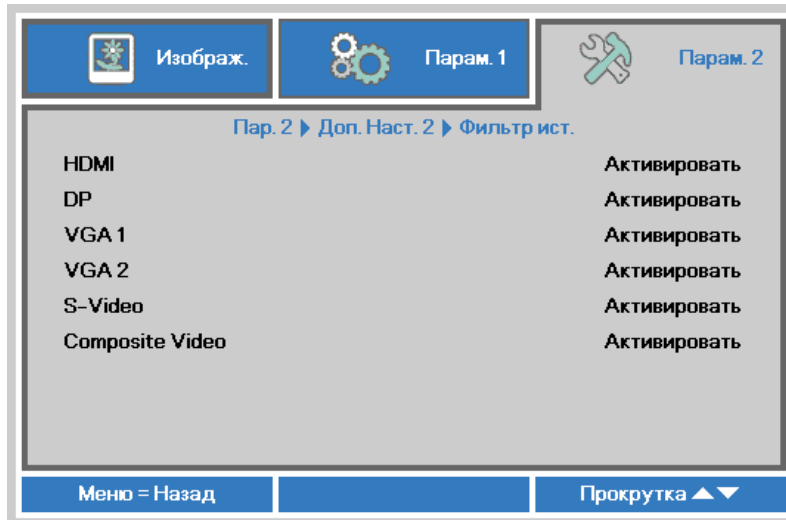 Изображ. Парам. 1 Парам. 2
Пар. 2 ▶ Доп. Наст. 2 ▶ Фильтр ист.
HDMI Активировать
DP Активировать
VGA 1 Активировать
VGA 2 Активировать
S-Video Активировать
Composite Video Активировать
Меню = Назад Прокрутка ▲▼